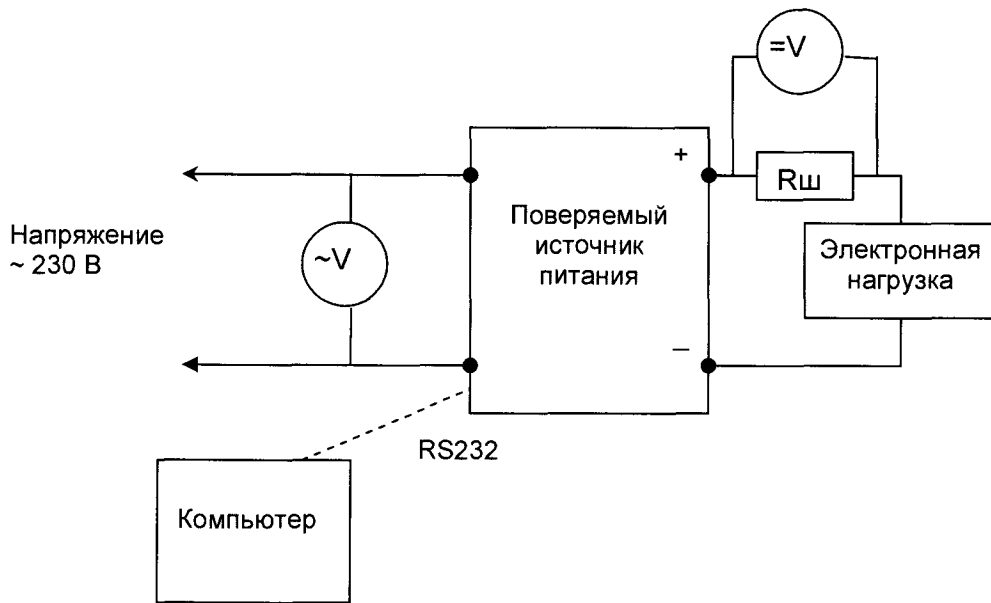 =V
+
Rш
Напряжение
~ 230 В
~V
Поверяемый
источник
питания
Электронная
нагрузка
–
RS232
Компьютер